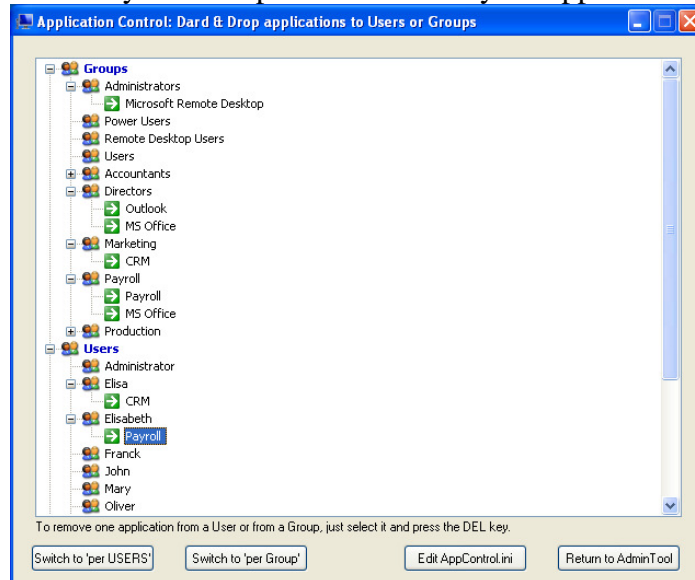 Application Control: Dard & Drop applications to Users or Groups
Groups
Administrators
Microsoft Remote Desktop
Power Users
Remote Desktop Users
Users
Accountants
Directors
Outlook
MS Office
Marketing
CRM
Payroll
Payroll
MS Office
Production
Users
Administrator
Elisa
CRM
Elisabeth
Payroll
Franck
John
Mary
Oliver
To remove one application from a User or from a Group, just select it and press the DEL key.
Switch to 'per USERS' Switch to 'per Group' Edit AppControl.ini Return to AdminTool